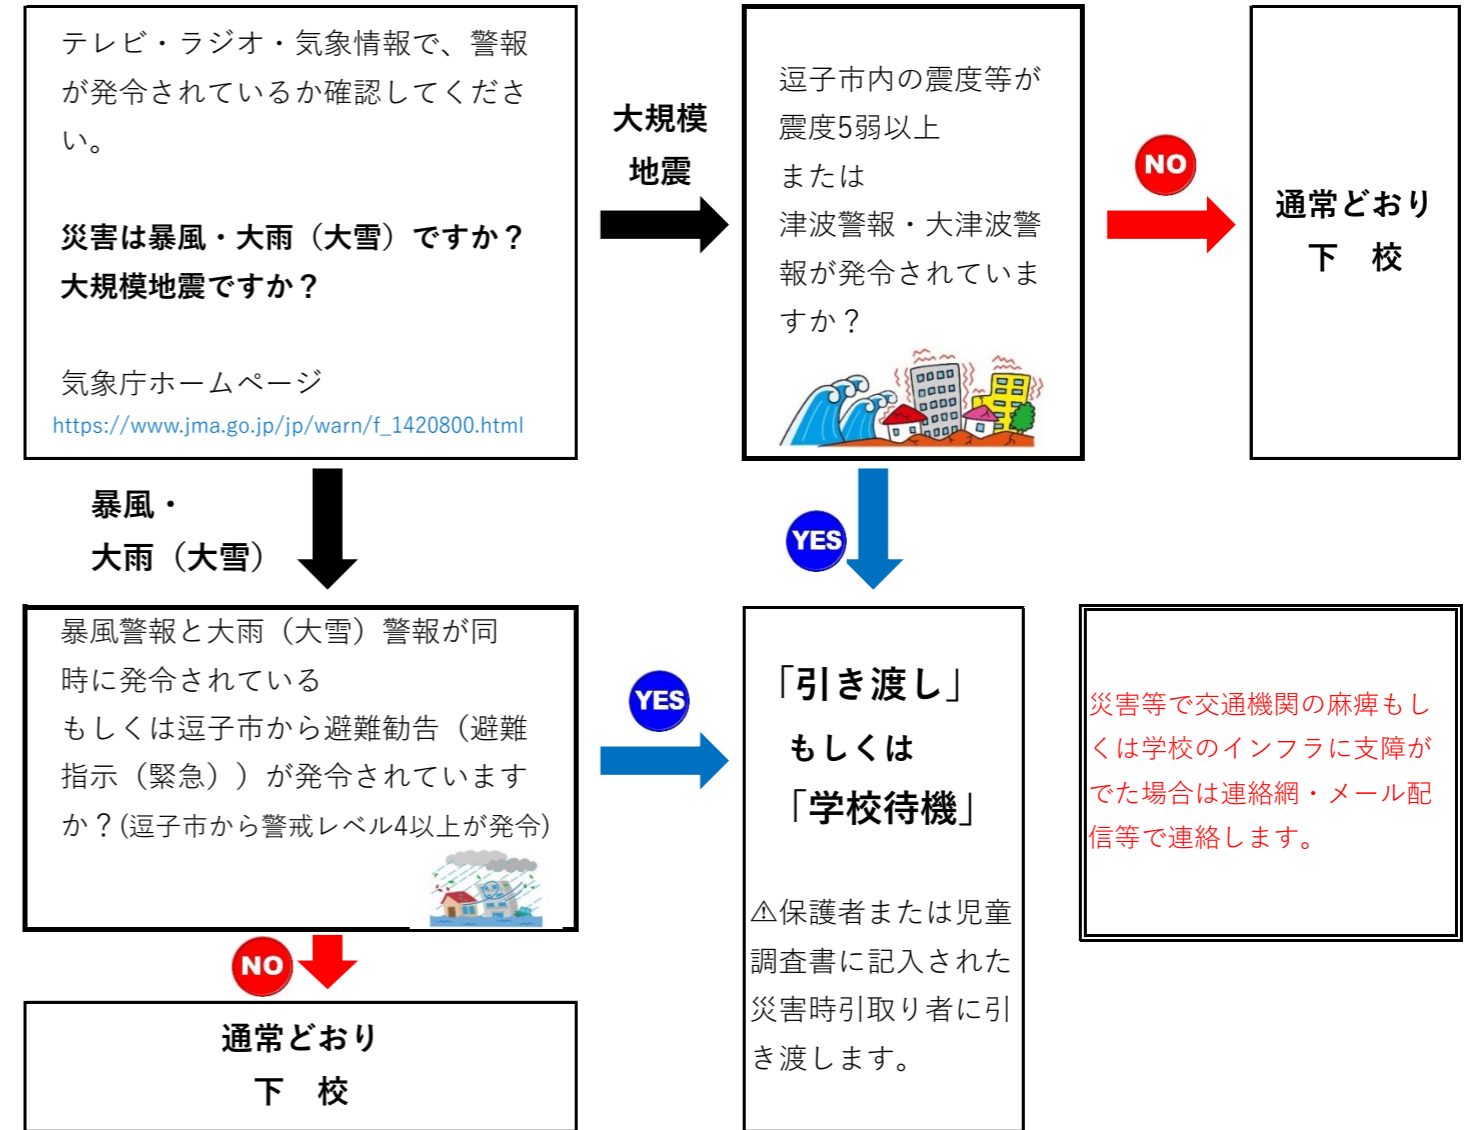 テレビ・ラジオ・気象情報で、警報
が発令されているか確認してくださ
い。
災害は暴風・大雨（大雪）ですか？
大規模地震ですか？
気象庁ホームページ
https://www.jma.go.jp/jp/warn/f_1420800.html
大規模
地震
逗子市内の震度等が
震度5弱以上
または
津波警報・大津波警
報が発令されていま
すか？
NO
通常どおり
下　校
暴風・
大雨（大雪）
YES
暴風警報と大雨（大雪）警報が同
時に発令されている
もしくは逗子市から避難勧告（避難
指示（緊急））が発令されています
か？(逗子市から警戒レベル4以上が発令)
YES
「引き渡し」
もしくは
「学校待機」
⚠保護者または児童
調査書に記入された
災害時引取り者に引
き渡します。
災害等で交通機関の麻痺もし
くは学校のインフラに支障が
でた場合は連絡網・メール配
信等で連絡します。
NO
通常どおり
下　校